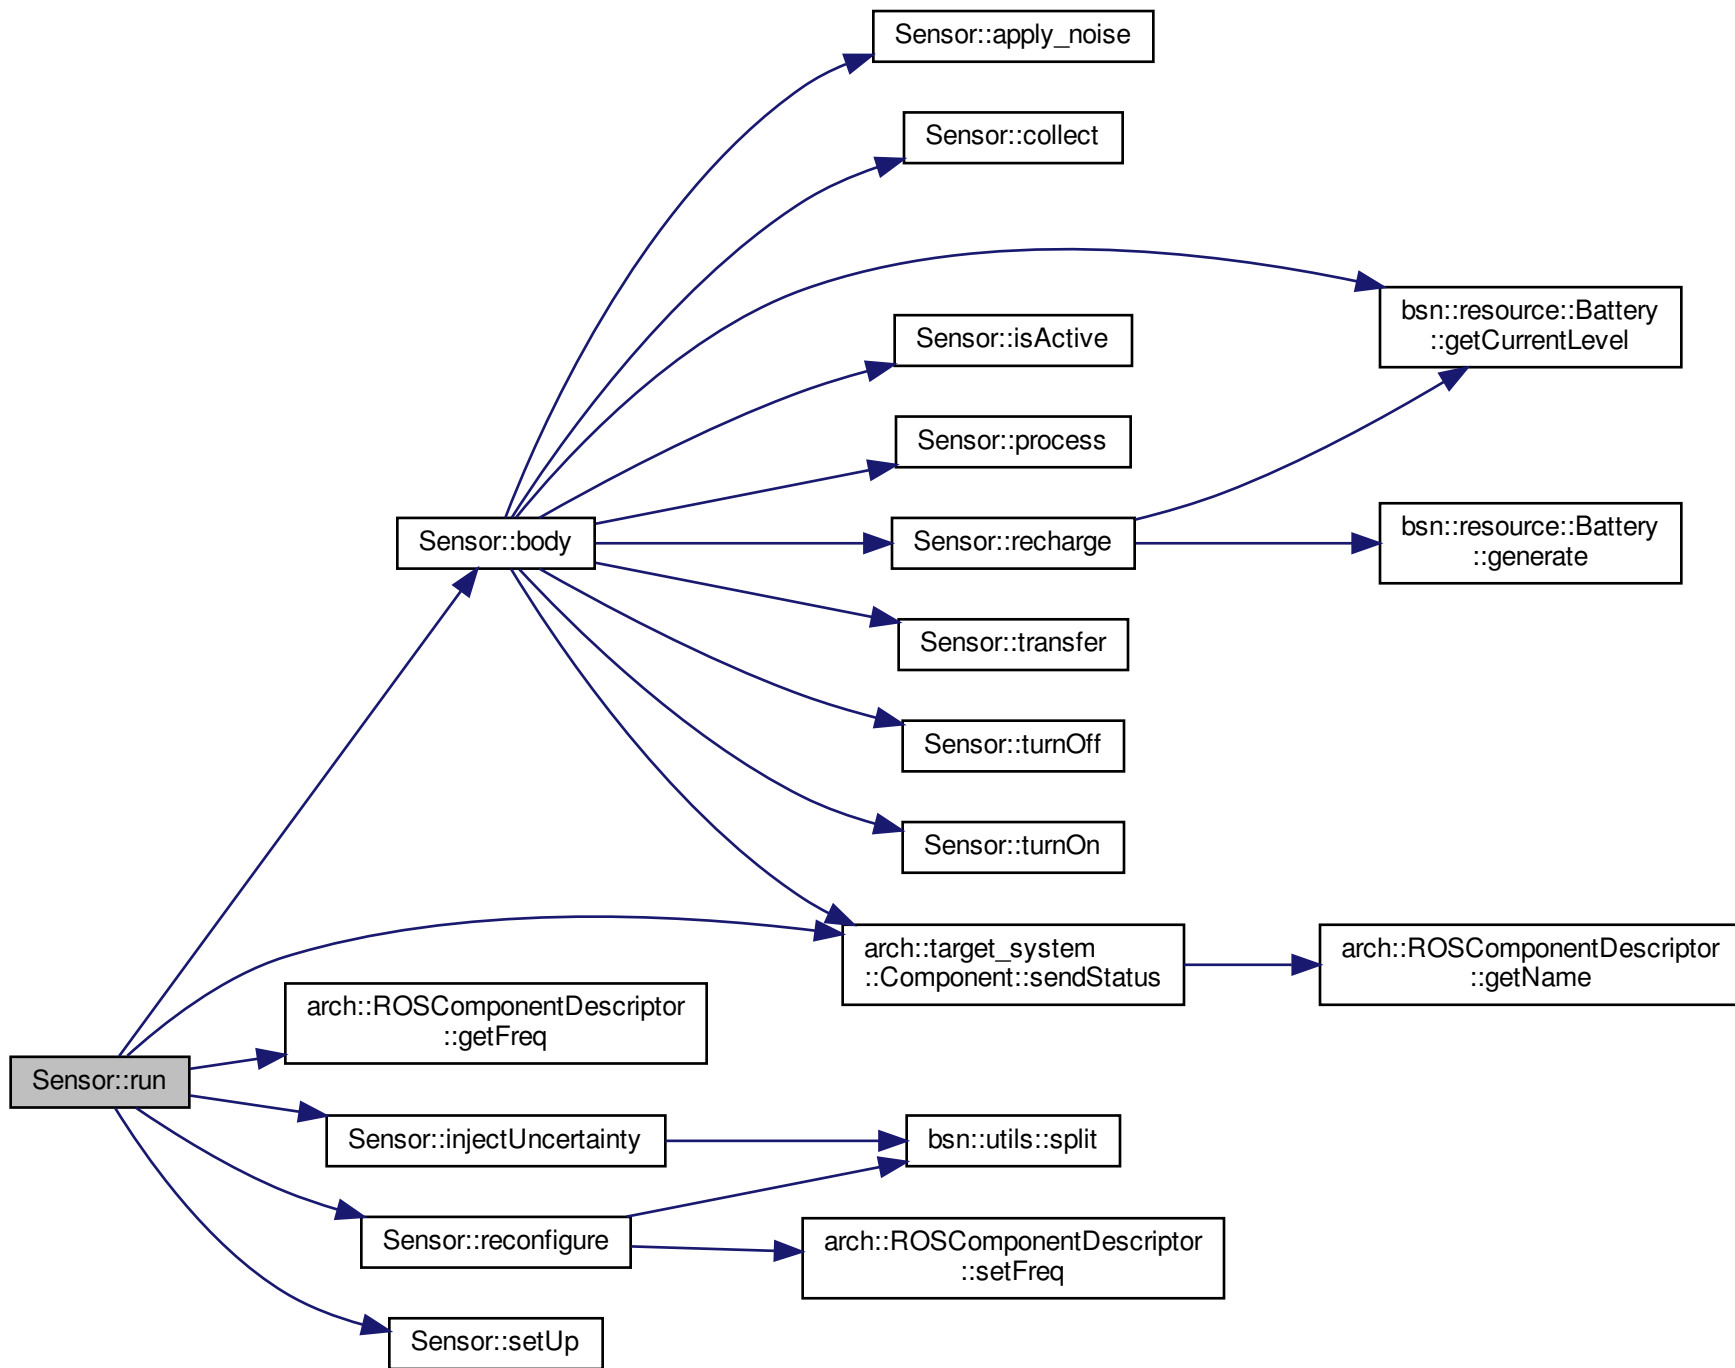 Sensor::apply_noise
Sensor::collect
bsn::resource::Battery
::getCurrentLevel
Sensor::isActive
Sensor::process
Sensor::body
Sensor::recharge
bsn::resource::Battery
::generate
Sensor::transfer
Sensor::turnOff
Sensor::turnOn
arch::target_system
::Component::sendStatus
arch::ROSComponentDescriptor
::getName
arch::ROSComponentDescriptor
::getFreq
Sensor::run
Sensor::injectUncertainty
bsn::utils::split
Sensor::reconfigure
arch::ROSComponentDescriptor
::setFreq
Sensor::setUp